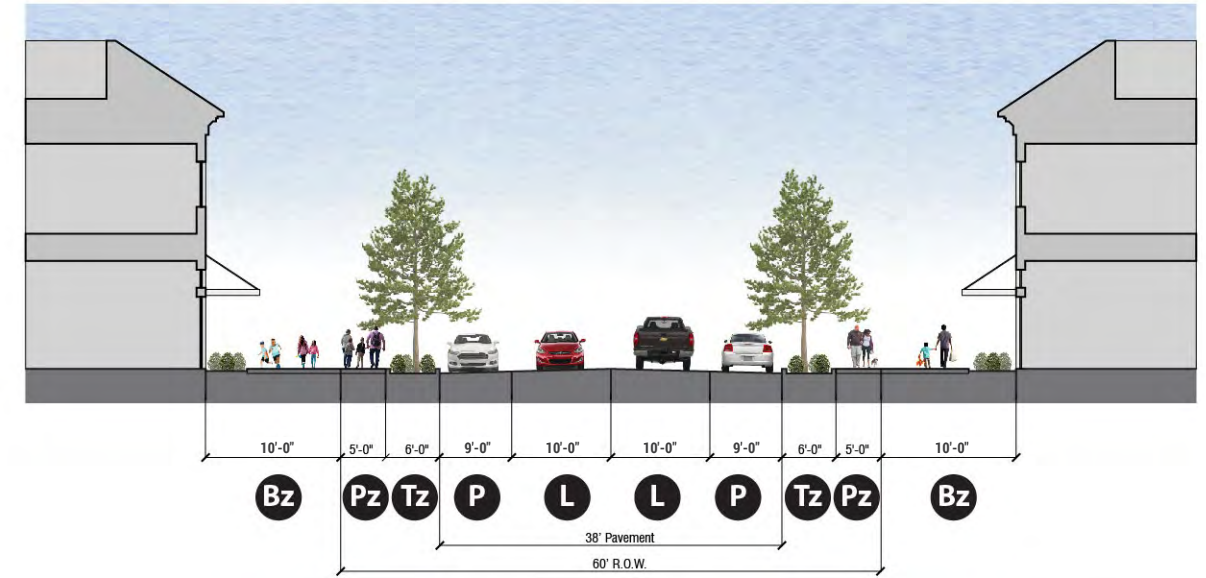 10'-0" 5'-0" 6'-0" 9'-0" 10'-0" 10'-0" 9'-0" 6'-0" 5'-0" 10'-0"
Bz Pz Tz P L L P Tz Pz Bz
38' Pavement
60' R.O.W.